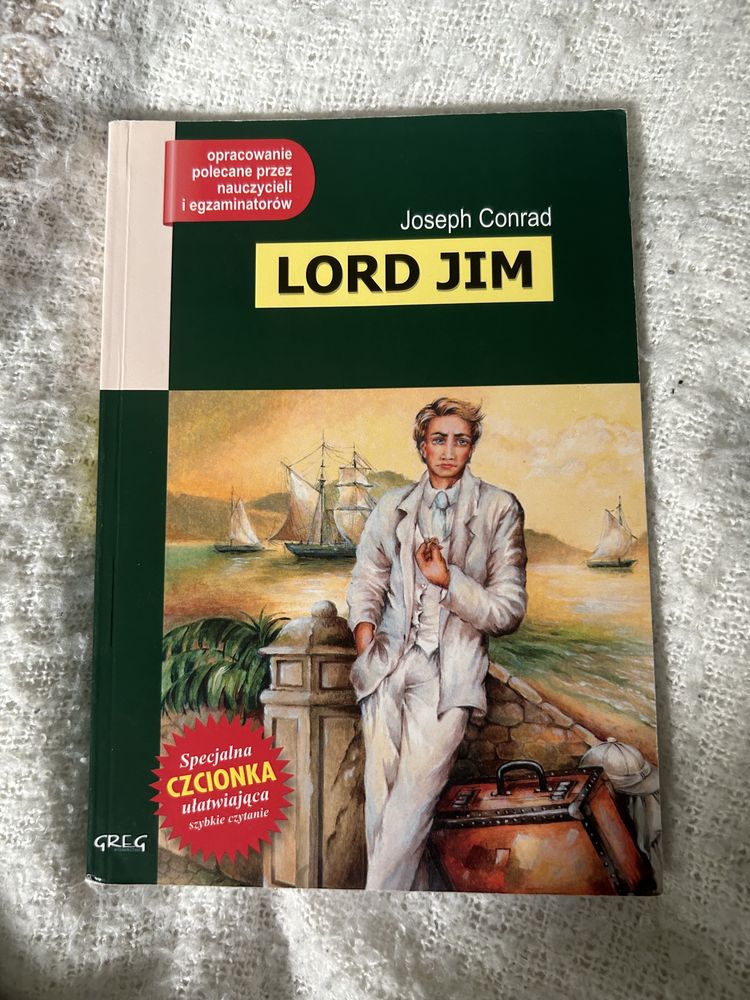 opracowanie
polecane przez
nauczycieli
i egzaminatorów
Joseph Conrad
LORD JIM
Specjalna
CZCIONKA
ułatwiająca
szybkie czytanie
GREG